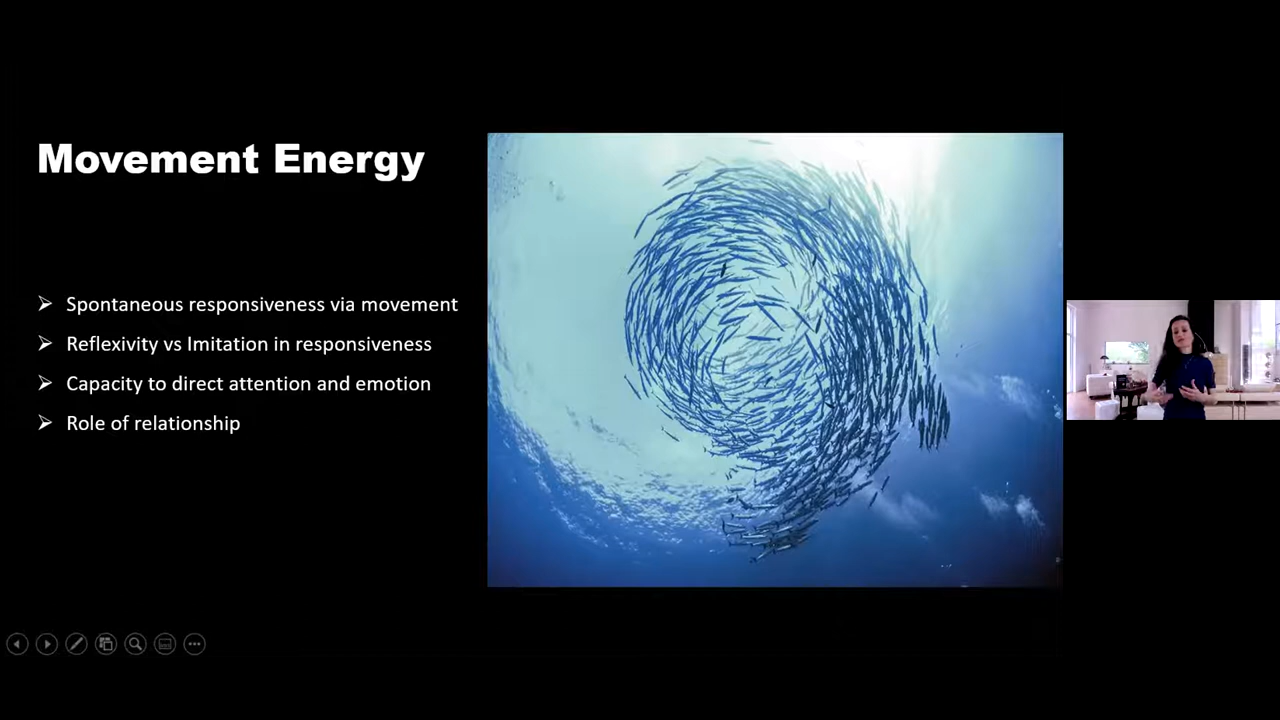 Movement Energy
Spontaneous responsiveness via movement
Reflexivity vs Imitation in responsiveness
Capacity to direct attention and emotion
Role of relationship